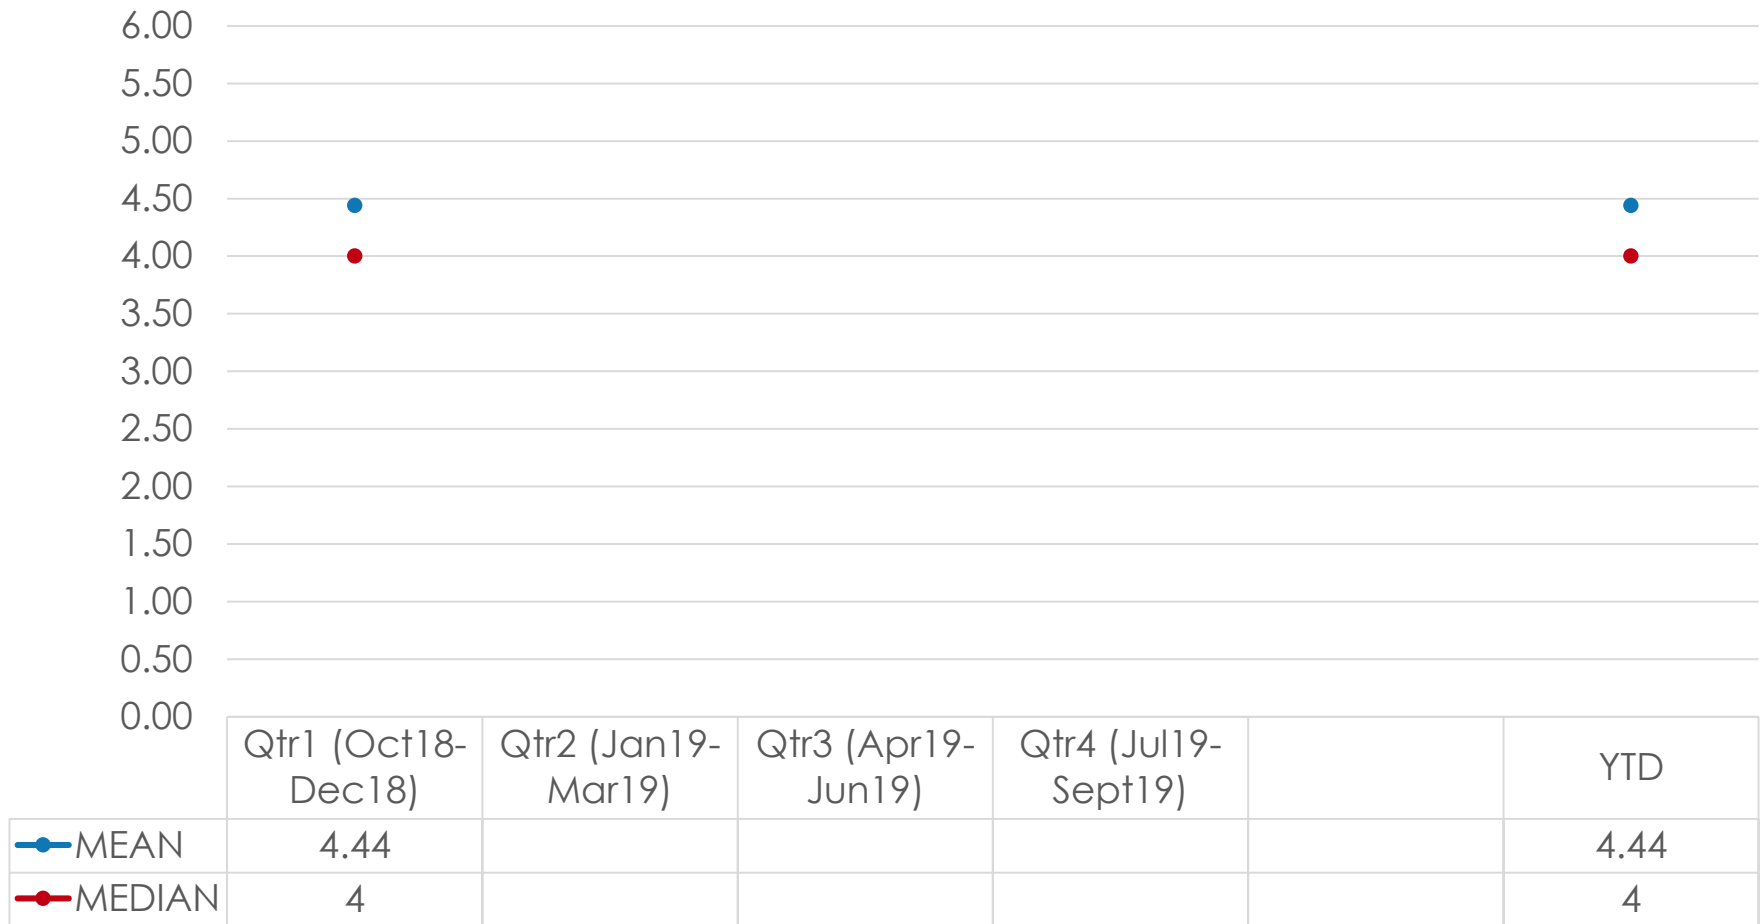 6.00
5.50
5.00
4.50
4.00
3.50
3.00
2.50
2.00
1.50
1.00
0.50
0.00
Qtr1 (Oct18-
Dec18)
Qtr2 (Jan19-
Mar19)
Qtr3 (Apr19-
Jun19)
Qtr4 (Jul19-
Sept19)
YTD
MEAN 4.44 4.44
MEDIAN 4 4